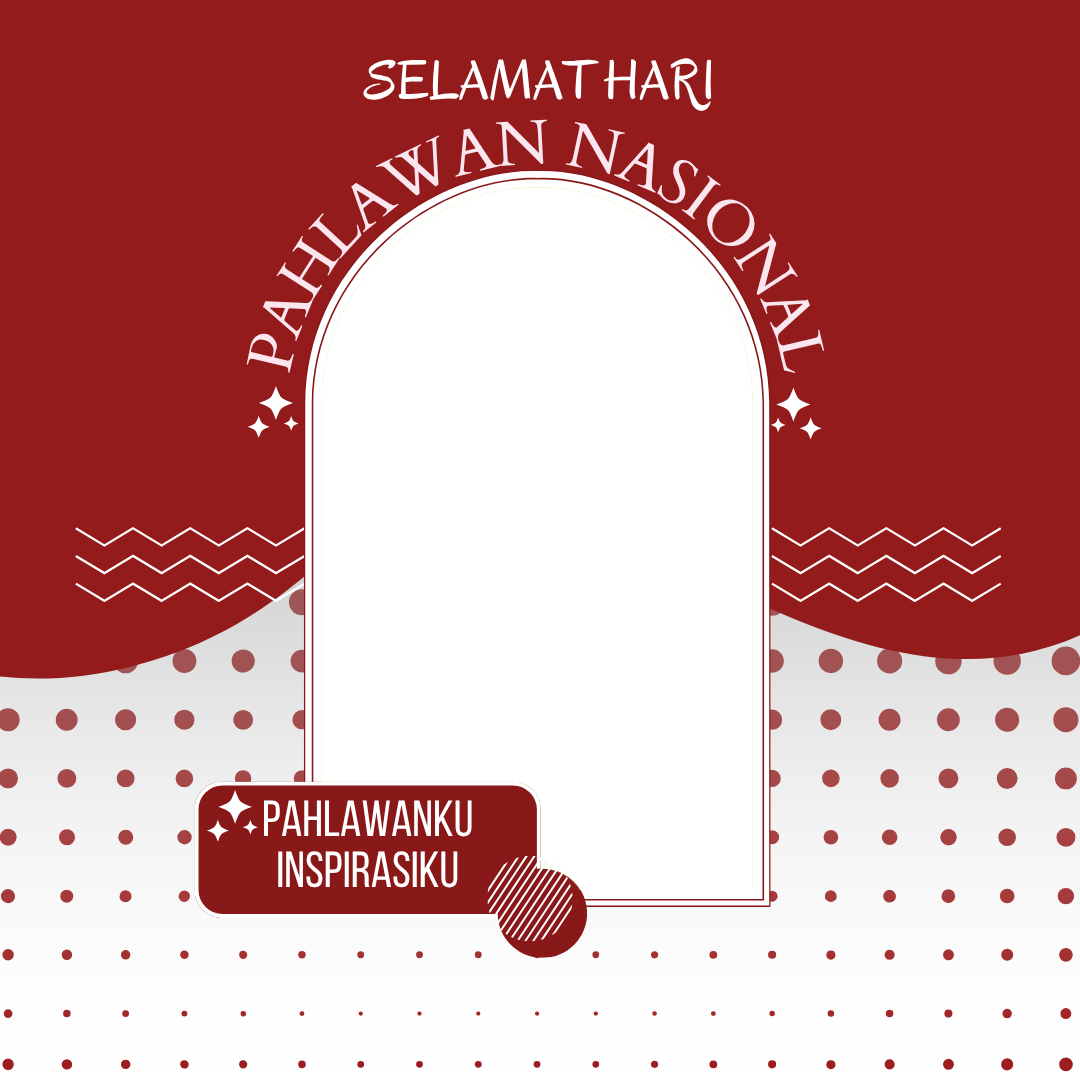 SELAMAT HARI
PAHLAWAN NASIONAL
PAHLAWANKU
INSPIRASIKU